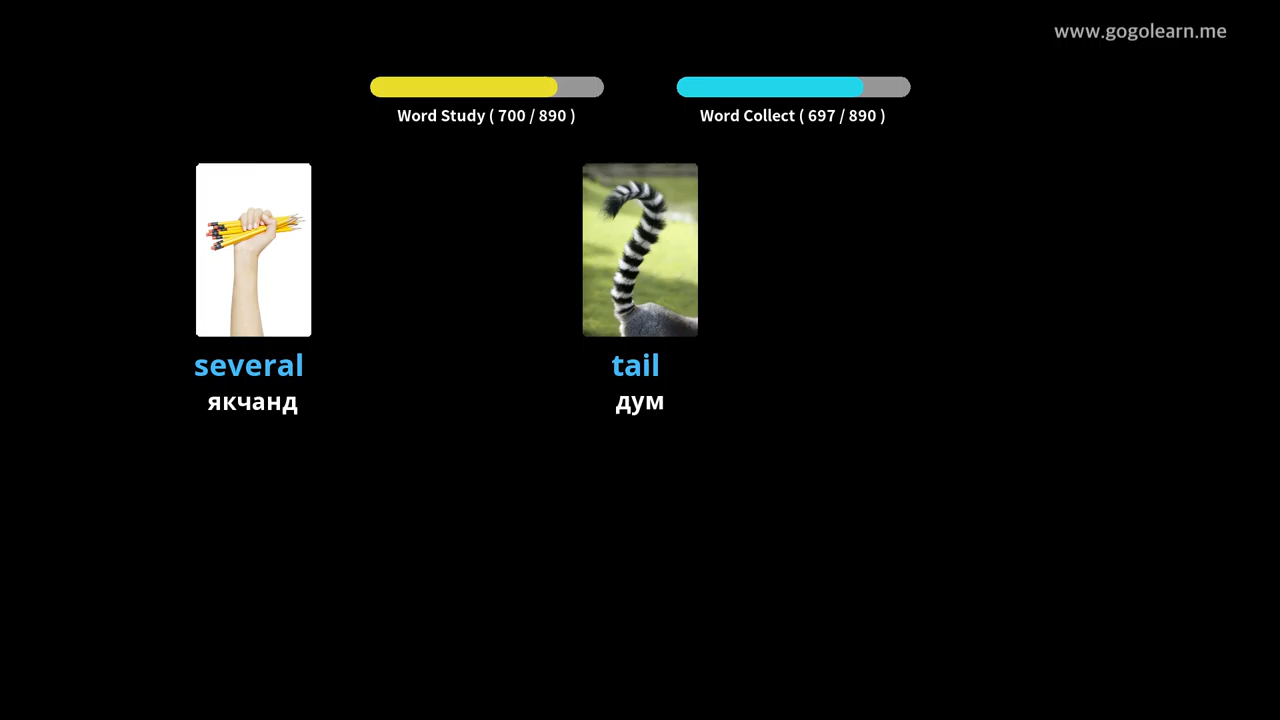 www.gogolearn.me
Word Study ( 700 / 890 )
Word Collect ( 697 / 890 )
several
якчанд
tail
дум